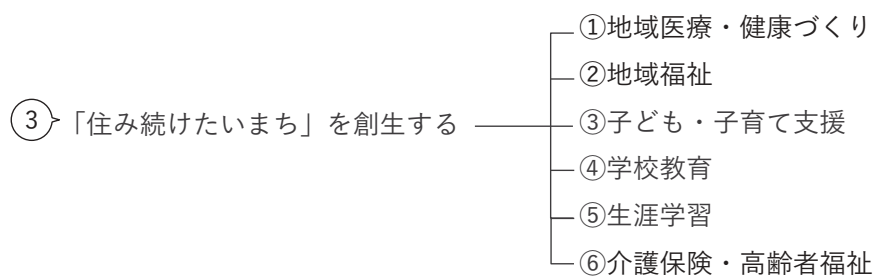 ③「住み続けたいまち」を創生する
①地域医療・健康づくり
②地域福祉
③子ども・子育て支援
④学校教育
⑤生涯学習
⑥介護保険・高齢者福祉